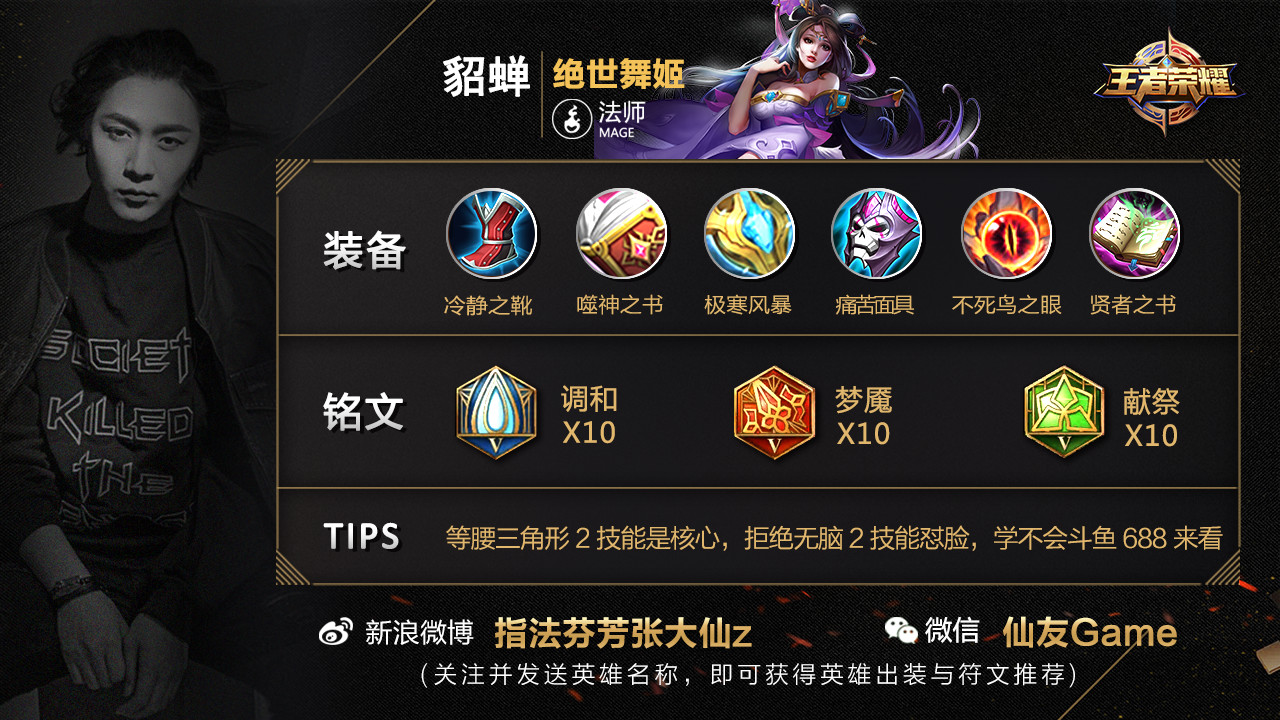 貂蝉
绝世舞姬
法师
MAGE
王者荣耀
装备
冷静之靴 噬神之书 极寒风暴 痛苦面具 不死鸟之眼 贤者之书
铭文
调和 X10
梦魇 X10
献祭 X10
V V V
TIPS
等腰三角形 2 技能是核心，拒绝无脑 2 技能怼脸，学不会斗鱼 688 来看
新浪微博 指法芬芳张大仙z
微信 仙友Game
（关注并发送英雄名称，即可获得英雄出装与符文推荐）
SOCIET
KILLED
THE